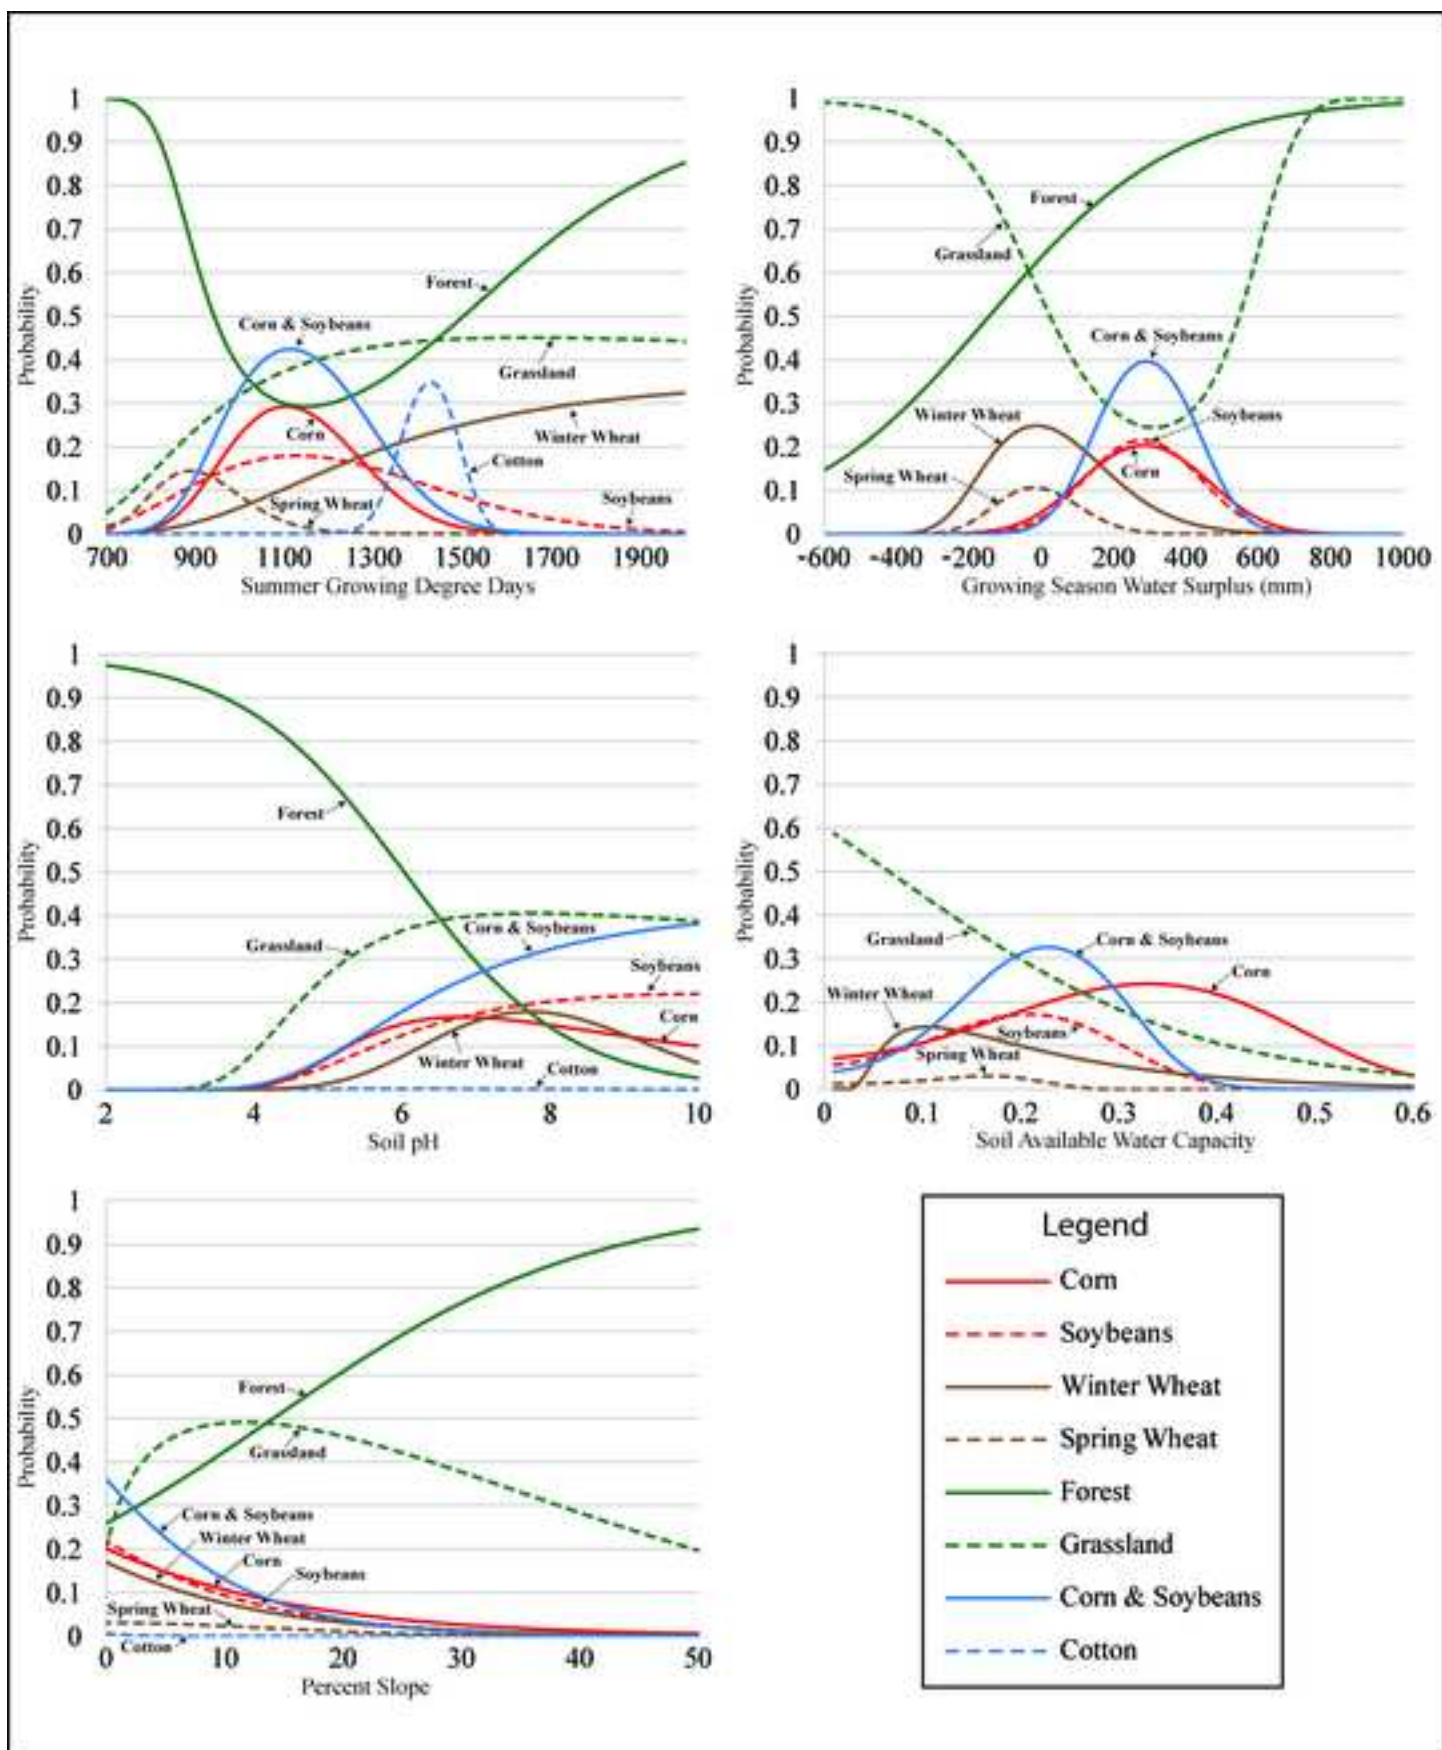 1
0.9
0.8
0.7
0.6
0.5
0.4
0.3
0.2
0.1
0
Probability
Forest
Corn & Soybeans
Grassland
Corn
Winter Wheat
Cotton
Spring Wheat
Soybeans
700 900 1100 1300 1500 1700 1900
Summer Growing Degree Days
1
0.9
0.8
0.7
0.6
0.5
0.4
0.3
0.2
0.1
0
Probability
Forest
Grassland
Corn & Soybeans
Winter Wheat
Soybeans
Corn
Spring Wheat
-600 -400 -200 0 200 400 600 800 1000
Growing Season Water Surplus (mm)
1
0.9
0.8
0.7
0.6
0.5
0.4
0.3
0.2
0.1
0
Probability
Forest
Grassland
Corn & Soybeans
Soybeans
Corn
Winter Wheat
Cotton
2 4 6 8 10
Soil pH
1
0.9
0.8
0.7
0.6
0.5
0.4
0.3
0.2
0.1
0
Probability
Grassland
Corn & Soybeans
Corn
Winter Wheat
Soybeans
Spring Wheat
0 0.1 0.2 0.3 0.4 0.5 0.6
Soil Available Water Capacity
1
0.9
0.8
0.7
0.6
0.5
0.4
0.3
0.2
0.1
0
Probability
Forest
Grassland
Corn & Soybeans
Winter Wheat
Corn
Soybeans
Spring Wheat
Cotton
0 10 20 30 40 50
Percent Slope
Legend
Corn
Soybeans
Winter Wheat
Spring Wheat
Forest
Grassland
Corn & Soybeans
Cotton